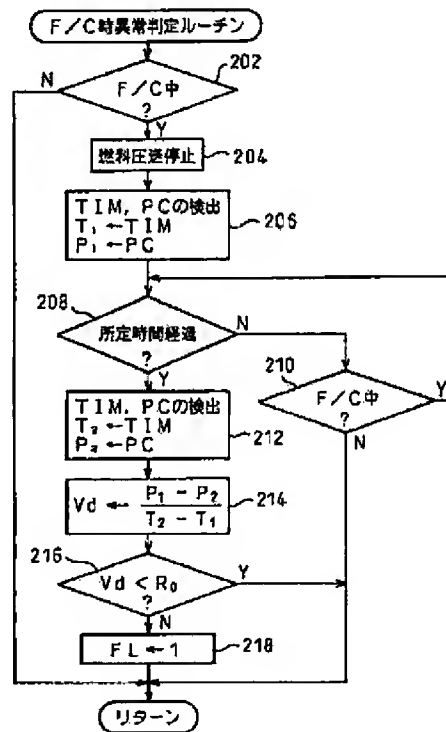 F/C時異常判定ルーチン
202
N
F/C中
?
Y
燃料圧送停止
204
TIM, PCの検出
T₁ ←TIM
P₁ ←PC
206
208
所定時間経過
?
N
Y
210
F/C中
?
Y
N
TIM, PCの検出
T₂ ←TIM
P₂ ←PC
212
Vd ← P₁ − P₂ / T₂ − T₁
214
216
Vd < R₀
?
Y
N
FL ←1
218
リターン